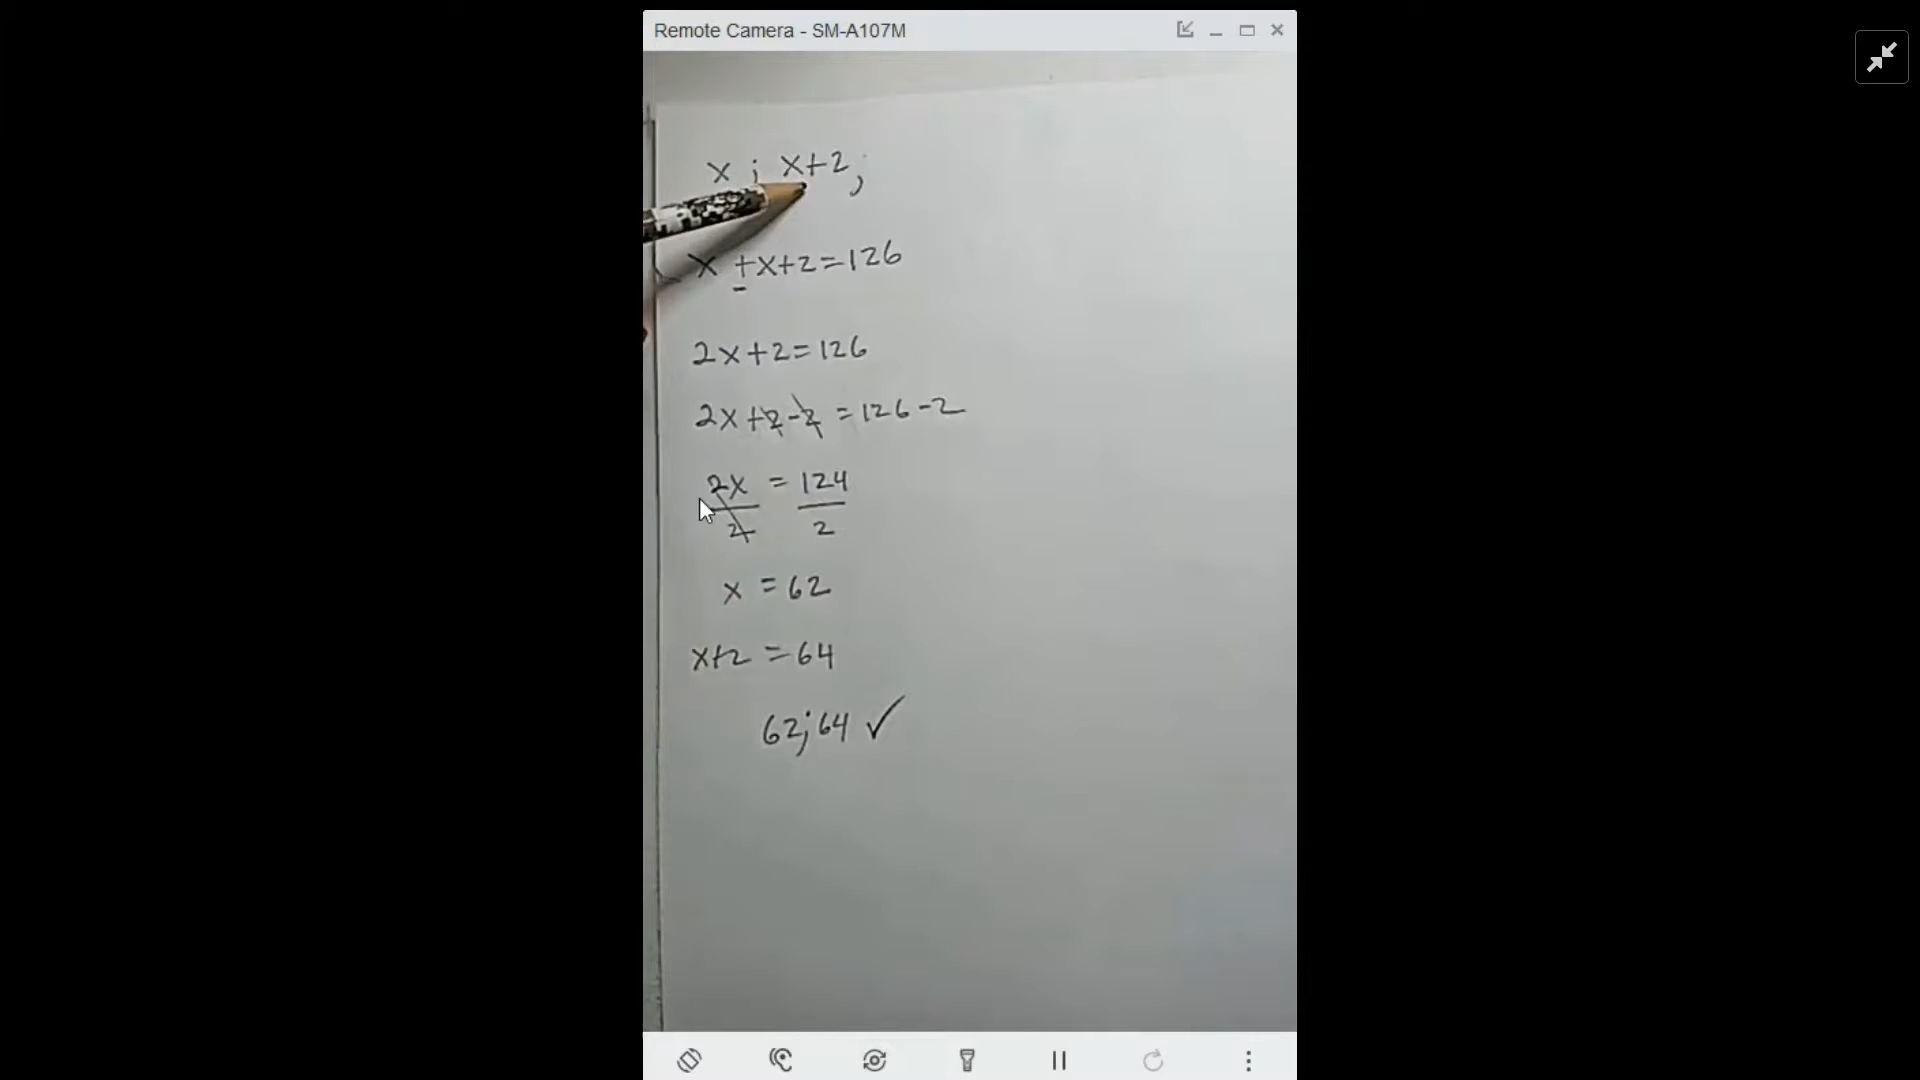 Remote Camera - SM-A107M
x ; x+2;
x +x+2=126
2x+2=126
2x+2-2=126-2
2x = 124
2 2
x = 62
x+2 = 64
62;64 ✓